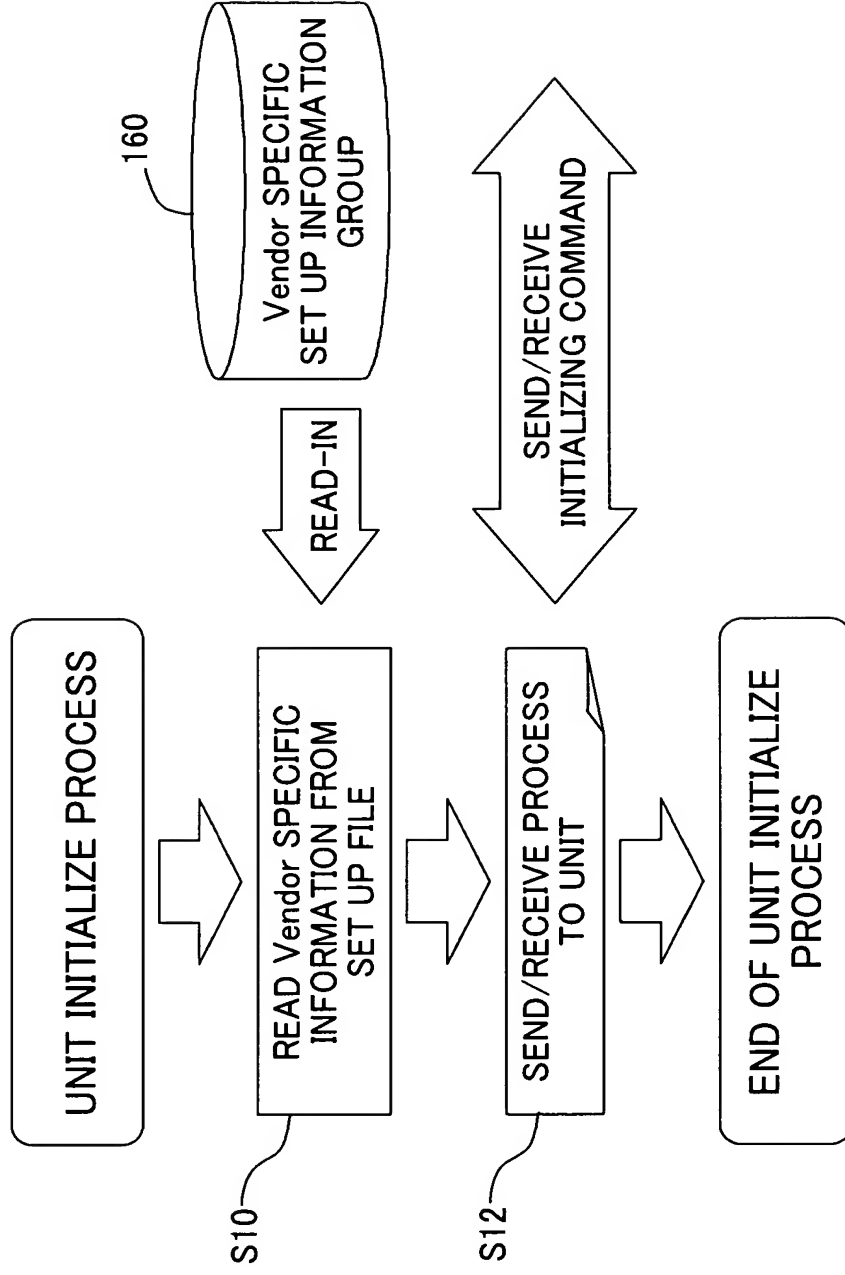 UNIT INITIALIZE PROCESS
160
S10
READ Vendor SPECIFIC
INFORMATION FROM
SET UP FILE
READ-IN
Vendor SPECIFIC
SET UP INFORMATION
GROUP
S12
SEND/RECEIVE PROCESS
TO UNIT
SEND/RECEIVE
INITIALIZING COMMAND
END OF UNIT INITIALIZE
PROCESS